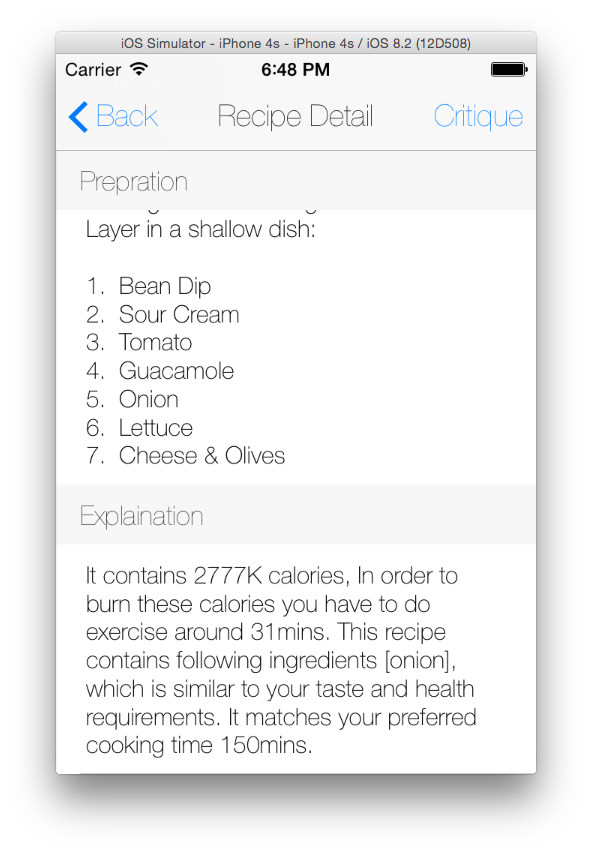 iOS Simulator - iPhone 4s - iPhone 4s / iOS 8.2 (12D508)
Carrier 6:48 PM
Back Recipe Detail Critique
Prepration
Layer in a shallow dish:
1. Bean Dip
2. Sour Cream
3. Tomato
4. Guacamole
5. Onion
6. Lettuce
7. Cheese & Olives
Explaination
It contains 2777K calories, In order to
burn these calories you have to do
exercise around 31mins. This recipe
contains following ingredients [onion],
which is similar to your taste and health
requirements. It matches your preferred
cooking time 150mins.